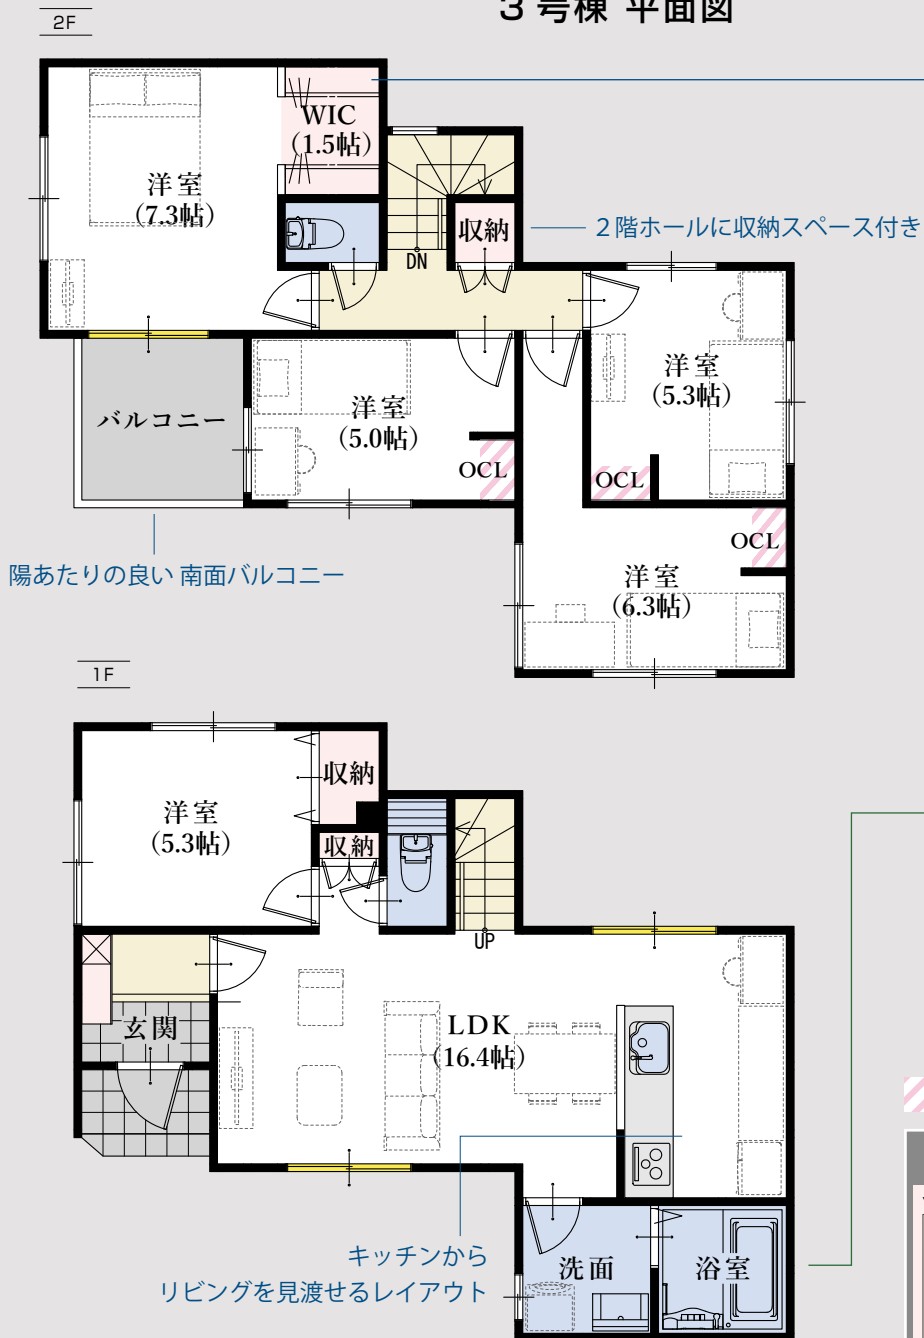 3号棟 平面図
2F
WIC
(1.5帖)
洋室
(7.3帖)
収納
2階ホールに収納スペース付き
DN
洋室
(5.3帖)
バルコニー
洋室
(5.0帖)
OCL
OCL
OCL
陽あたりの良い 南面バルコニー
洋室
(6.3帖)
1F
収納
洋室
(5.3帖)
収納
UP
玄関
LDK
(16.4帖)
キッチンから
リビングを見渡せるレイアウト
洗面
浴室